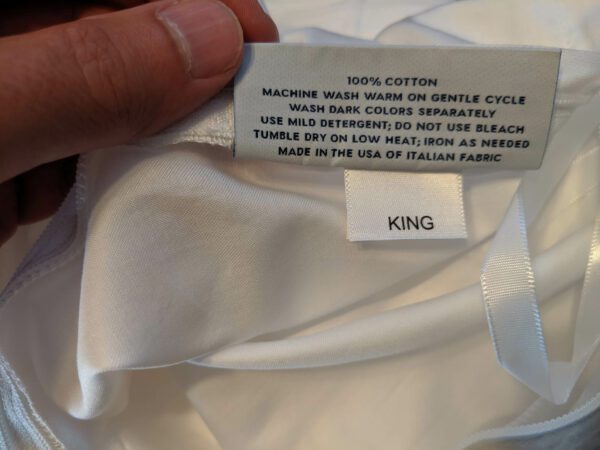 100% COTTON
MACHINE WASH WARM ON GENTLE CYCLE
WASH DARK COLORS SEPARATELY
USE MILD DETERGENT; DO NOT USE BLEACH
TUMBLE DRY ON LOW HEAT; IRON AS NEEDED
MADE IN THE USA OF ITALIAN FABRIC
KING